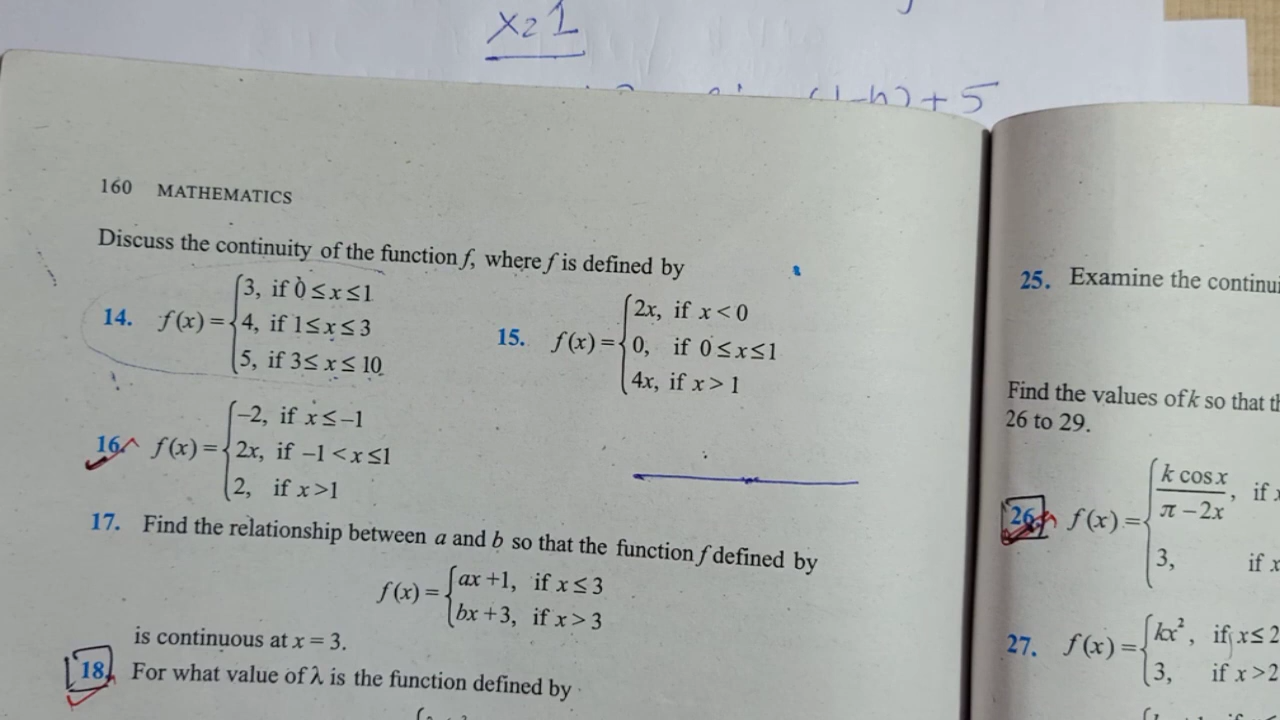 x=1
(1-h)+5
160 MATHEMATICS
Discuss the continuity of the function f, where f is defined by
14. f(x) = { 3, if 0 ≤ x ≤ 1
4, if 1 ≤ x ≤ 3
5, if 3 ≤ x ≤ 10
15. f(x) = { 2x, if x < 0
0, if 0 ≤ x ≤ 1
4x, if x > 1
16. f(x) = { -2, if x ≤ -1
2x, if -1 < x ≤ 1
2, if x > 1
17. Find the relationship between a and b so that the function f defined by
f(x) = { ax + 1, if x ≤ 3
bx + 3, if x > 3
is continuous at x = 3.
18. For what value of λ is the function defined by
25. Examine the
Find the values of k so that
26 to 29.
26. f(x) = { k cos x / π - 2x, if
3, if x
27. f(x) = { kx², if x ≤ 2
3, if x > 2